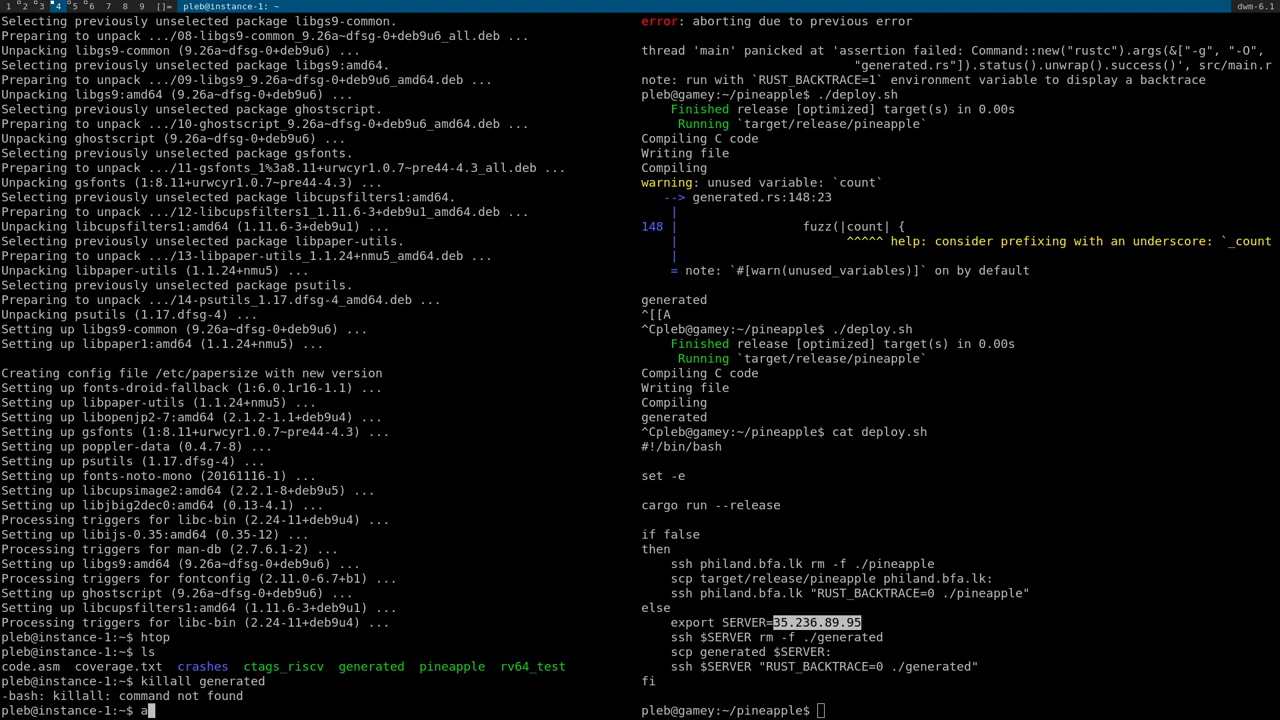 1 2 3 4 5 6 7 8 9 []= pleb@instance-1: ~ dwm-6.1
Selecting previously unselected package libgs9-common.
Preparing to unpack .../08-libgs9-common_9.26a~dfsg-0+deb9u6_all.deb ...
Unpacking libgs9-common (9.26a~dfsg-0+deb9u6) ...
Selecting previously unselected package libgs9:amd64.
Preparing to unpack .../09-libgs9_9.26a~dfsg-0+deb9u6_amd64.deb ...
Unpacking libgs9:amd64 (9.26a~dfsg-0+deb9u6) ...
Selecting previously unselected package ghostscript.
Preparing to unpack .../10-ghostscript_9.26a~dfsg-0+deb9u6_amd64.deb ...
Unpacking ghostscript (9.26a~dfsg-0+deb9u6) ...
Selecting previously unselected package gsfonts.
Preparing to unpack .../11-gsfonts_1%3a8.11+urwcyr1.0.7~pre44-4.3_all.deb ...
Unpacking gsfonts (1:8.11+urwcyr1.0.7~pre44-4.3) ...
Selecting previously unselected package libcupsfilters1:amd64.
Preparing to unpack .../12-libcupsfilters1_1.11.6-3+deb9u1_amd64.deb ...
Unpacking libcupsfilters1:amd64 (1.11.6-3+deb9u1) ...
Selecting previously unselected package libpaper-utils.
Preparing to unpack .../13-libpaper-utils_1.1.24+nmu5_amd64.deb ...
Unpacking libpaper-utils (1.1.24+nmu5) ...
Selecting previously unselected package psutils.
Preparing to unpack .../14-psutils_1.17.dfsg-4_amd64.deb ...
Unpacking psutils (1.17.dfsg-4) ...
Setting up libgs9-common (9.26a~dfsg-0+deb9u6) ...
Setting up libpaper1:amd64 (1.1.24+nmu5) ...
Creating config file /etc/papersize with new version
Setting up fonts-droid-fallback (1:6.0.1r16-1.1) ...
Setting up libpaper-utils (1.1.24+nmu5) ...
Setting up libopenjp2-7:amd64 (2.1.2-1.1+deb9u4) ...
Setting up gsfonts (1:8.11+urwcyr1.0.7~pre44-4.3) ...
Setting up poppler-data (0.4.7-8) ...
Setting up psutils (1.17.dfsg-4) ...
Setting up fonts-noto-mono (20161116-1) ...
Setting up libcupsimage2:amd64 (2.2.1-8+deb9u5) ...
Setting up libjbig2dec0:amd64 (0.13-4.1) ...
Processing triggers for libc-bin (2.24-11+deb9u4) ...
Setting up libijs-0.35:amd64 (0.35-12) ...
Processing triggers for man-db (2.7.6.1-2) ...
Setting up libgs9:amd64 (9.26a~dfsg-0+deb9u6) ...
Processing triggers for fontconfig (2.11.0-6.7+b1) ...
Setting up ghostscript (9.26a~dfsg-0+deb9u6) ...
Setting up libcupsfilters1:amd64 (1.11.6-3+deb9u1) ...
Processing triggers for libc-bin (2.24-11+deb9u4) ...
pleb@instance-1:~$ htop
pleb@instance-1:~$ ls
code.asm coverage.txt crashes ctags_riscv generated pineapple rv64_test
pleb@instance-1:~$ killall generated
-bash: killall: command not found
pleb@instance-1:~$ a
error: aborting due to previous error
thread 'main' panicked at 'assertion failed: Command::new("rustc").args(&["-g", "-O",
"generated.rs"]).status().unwrap().success()', src/main.r
note: run with `RUST_BACKTRACE=1` environment variable to display a backtrace
pleb@gamey:~/pineapple$ ./deploy.sh
Finished release [optimized] target(s) in 0.00s
Running `target/release/pineapple`
Compiling C code
Writing file
Compiling
warning: unused variable: `count`
--> generated.rs:148:23
|
148 | fuzz(|count| {
| ^^^^^ help: consider prefixing with an underscore: `_count
|
= note: `#[warn(unused_variables)]` on by default
generated
^[[A
^Cpleb@gamey:~/pineapple$ ./deploy.sh
Finished release [optimized] target(s) in 0.00s
Running `target/release/pineapple`
Compiling C code
Writing file
Compiling
generated
^Cpleb@gamey:~/pineapple$ cat deploy.sh
#!/bin/bash
set -e
cargo run --release
if false
then
ssh philand.bfa.lk rm -f ./pineapple
scp target/release/pineapple philand.bfa.lk:
ssh philand.bfa.lk "RUST_BACKTRACE=0 ./pineapple"
else
export SERVER=35.236.89.95
ssh $SERVER rm -f ./generated
scp generated $SERVER:
ssh $SERVER "RUST_BACKTRACE=0 ./generated"
fi
pleb@gamey:~/pineapple$